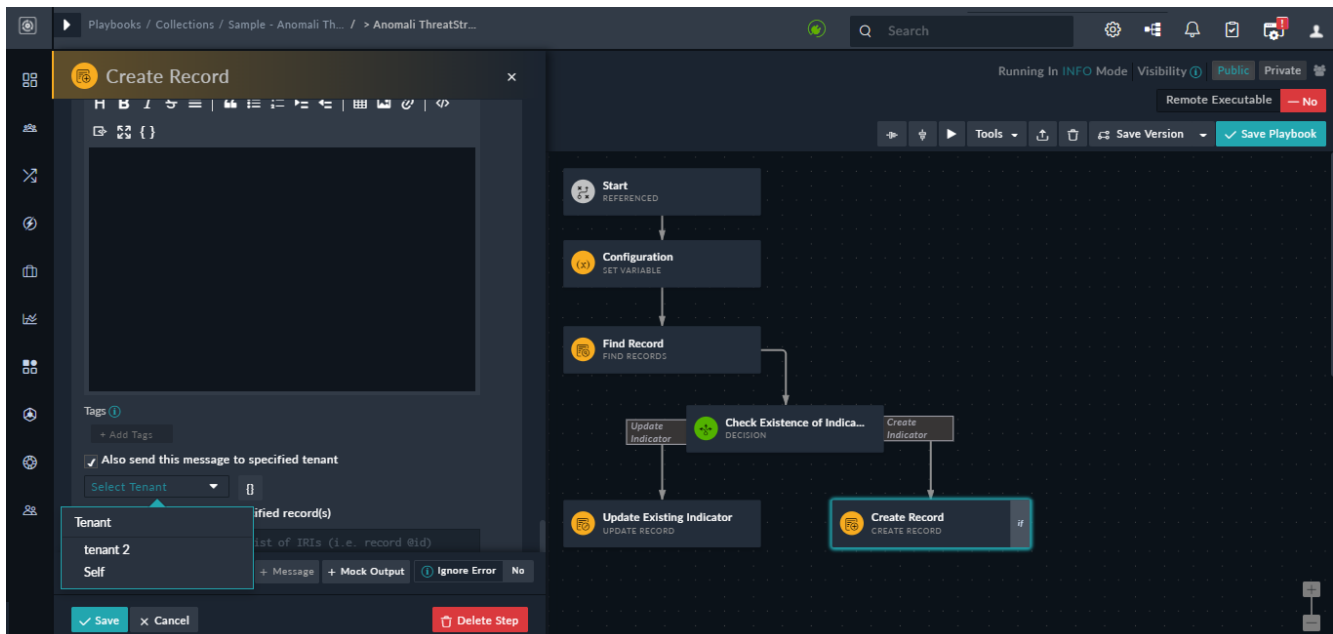 Playbooks / Collections / Sample - Anomali Th... / > Anomali ThreatStr...
Search
Create Record
Running In INFO Mode Visibility Public Private
Remote Executable No
Tools Save Version Save Playbook
H B I S
{ }
Start
REFERENCED
(x) Configuration
SET VARIABLE
Find Record
FIND RECORDS
Tags
+ Add Tags
Also send this message to specified tenant
Select Tenant {}
Update
Indicator
Check Existence of Indica...
DECISION
Create
Indicator
Tenant
tenant 2
Self
ified record(s)
ist of IRIs (i.e. record @id)
+ Message + Mock Output Ignore Error No
Update Existing Indicator
UPDATE RECORD
Create Record
CREATE RECORD
if
Save × Cancel Delete Step